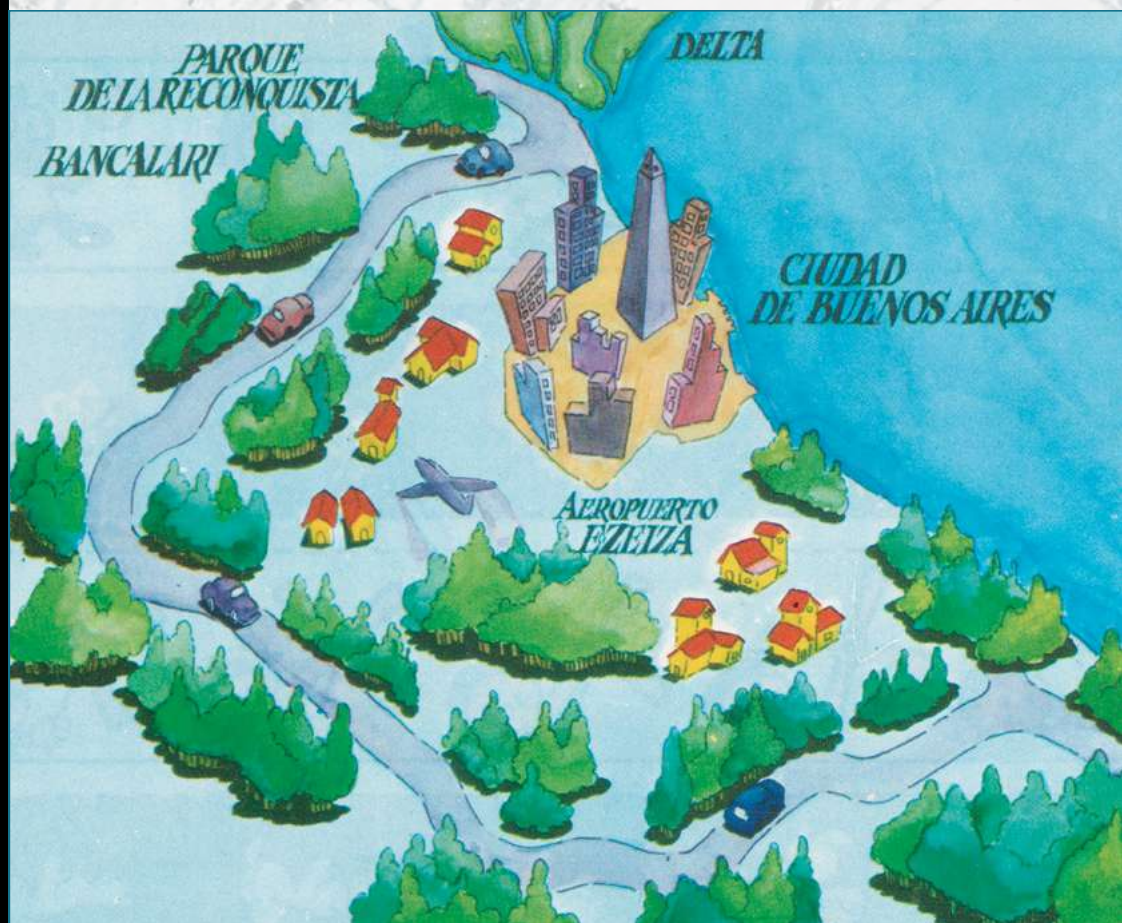 PARQUE
DE LA RECONQUISTA
BANCALARI
DELTA
CIUDAD
DE BUENOS AIRES
AEROPUERTO
EZEIZA